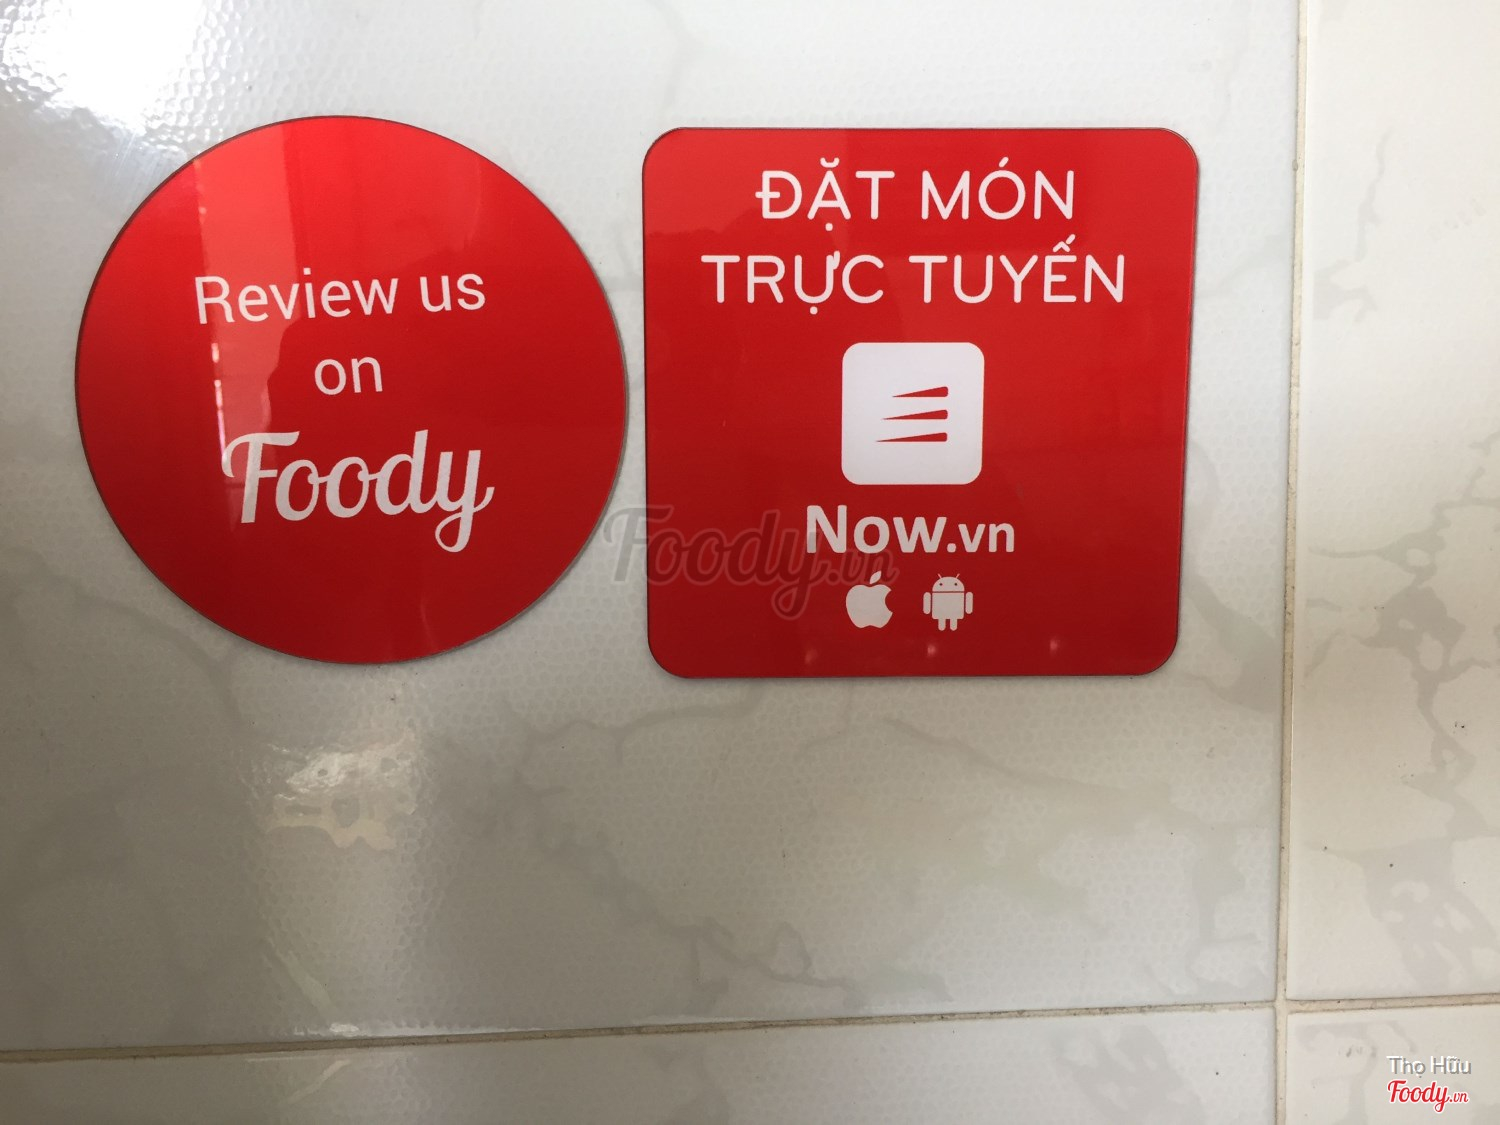 Review us
on
Foody
ĐẶT MÓN
TRỰC TUYẾN
Now.vn
Foody.vn
Thọ Hữu
Foody.vn